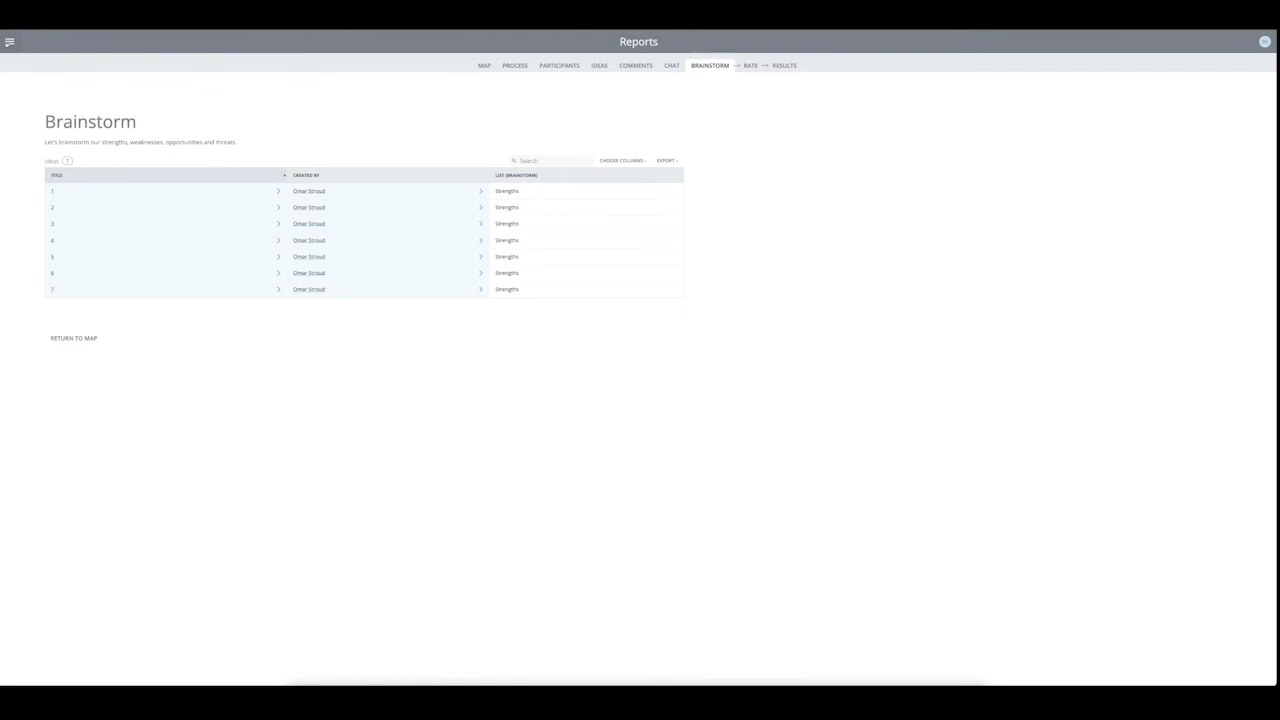 Reports
MAP PROCESS PARTICIPANTS IDEAS COMMENTS CHAT BRAINSTORM RATE RESULTS
Brainstorm
Let's brainstorm our strengths, weaknesses, opportunities and threats.
Ideas 7 Search CHOOSE COLUMNS EXPORT
TITLE CREATED BY LIST (BRAINSTORM)
1 Omar Stroud Strengths
2 Omar Stroud Strengths
3 Omar Stroud Strengths
4 Omar Stroud Strengths
5 Omar Stroud Strengths
6 Omar Stroud Strengths
7 Omar Stroud Strengths
RETURN TO MAP